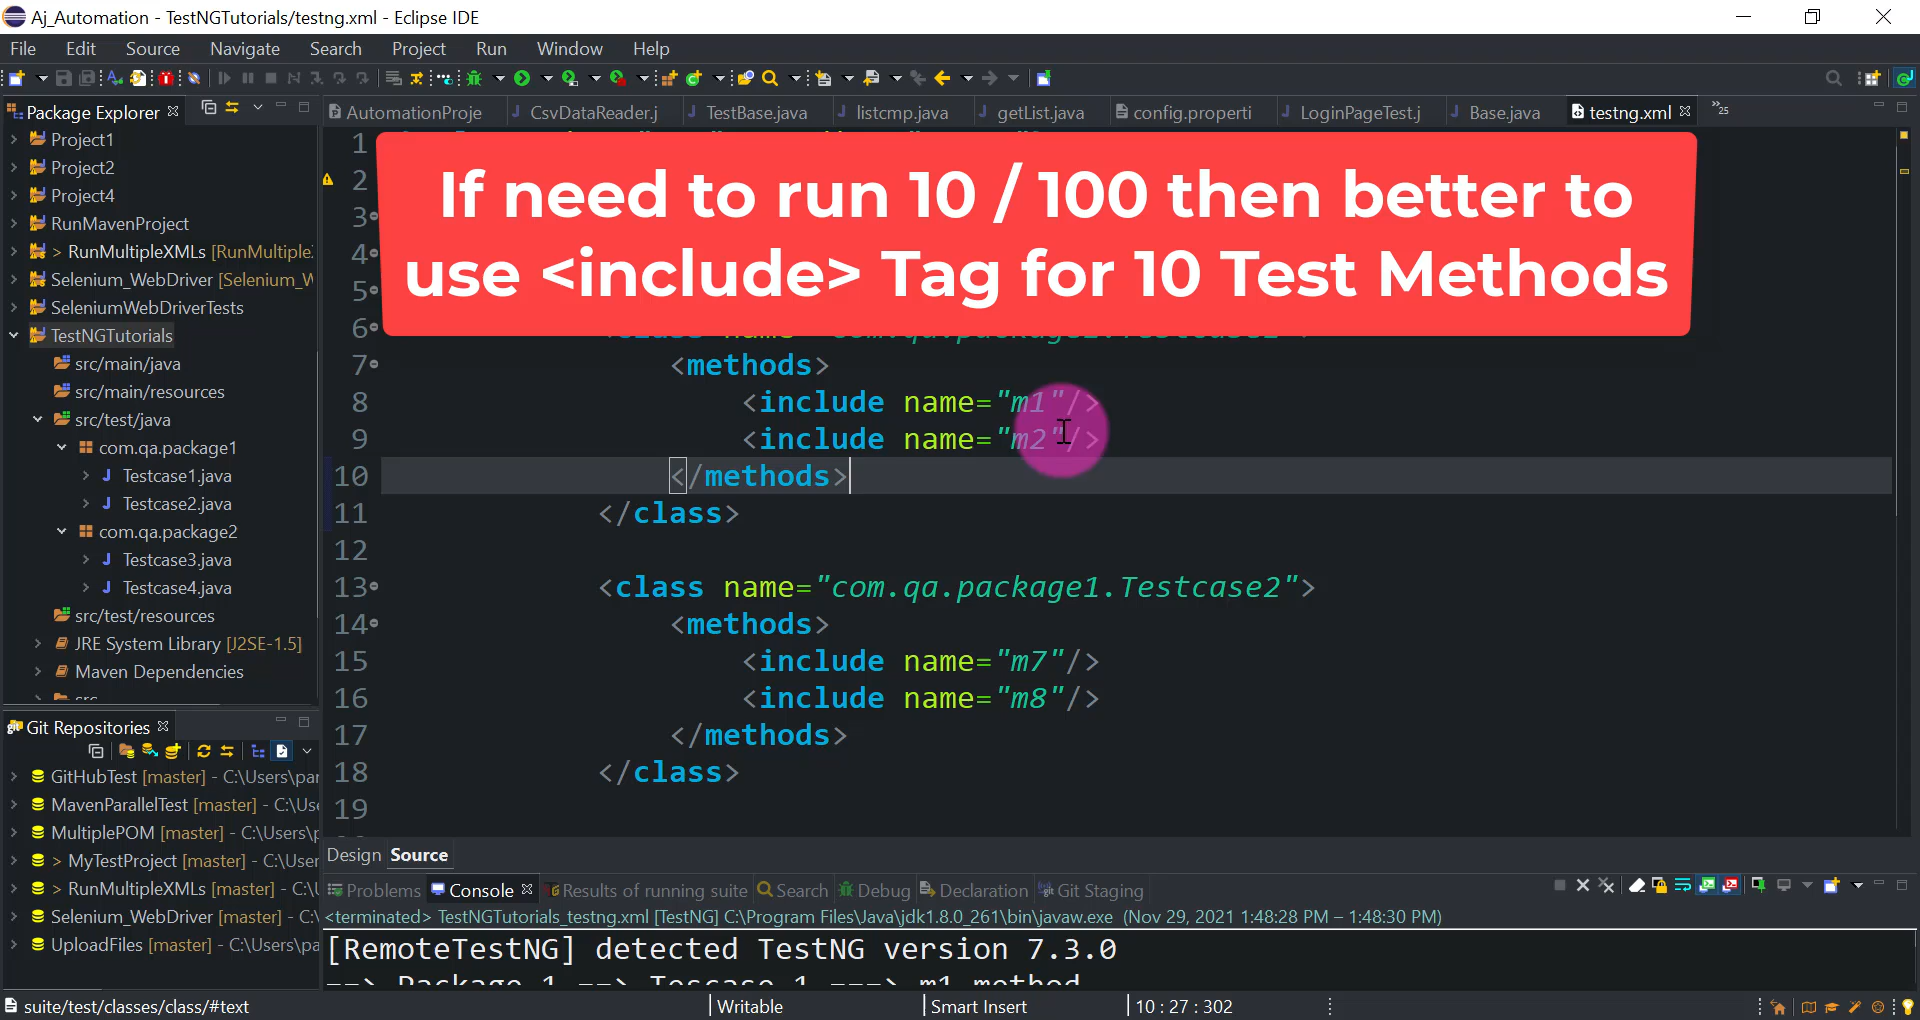 Aj_Automation - TestNGTutorials/testng.xml - Eclipse IDE
File Edit Source Navigate Search Project Run Window Help
Package Explorer
AutomationProje CsvDataReader.j TestBase.java listcmp.java getList.java config.properti LoginPageTest.j Base.java testng.xml »25
Project1
Project2
Project4
RunMavenProject
> RunMultipleXMLs [RunMultiple
Selenium_WebDriver [Selenium_W
SeleniumWebDriverTests
TestNGTutorials
src/main/java
src/main/resources
src/test/java
com.qa.package1
Testcase1.java
Testcase2.java
com.qa.package2
Testcase3.java
Testcase4.java
src/test/resources
JRE System Library [J2SE-1.5]
Maven Dependencies
src
If need to run 10 / 100 then better to
use <include> Tag for 10 Test Methods
1
2
3
4
5
6
7 <methods>
8 <include name="m1"/>
9 <include name="m2"/>
10 </methods>
11 </class>
12
13 <class name="com.qa.package1.Testcase2">
14 <methods>
15 <include name="m7"/>
16 <include name="m8"/>
17 </methods>
18 </class>
19
Design Source
Git Repositories
GitHubTest [master] - C:\Users\par
MavenParallelTest [master] - C:\Use
MultiplePOM [master] - C:\Users\p
> MyTestProject [master] - C:\User
> RunMultipleXMLs [master] - C:\
Selenium_WebDriver [master] - C:\
UploadFiles [master] - C:\Users\pa
Problems Console Results of running suite Search Debug Declaration Git Staging
<terminated> TestNGTutorials_testng.xml [TestNG] C:\Program Files\Java\jdk1.8.0_261\bin\javaw.exe (Nov 29, 2021 1:48:28 PM – 1:48:30 PM)
[RemoteTestNG] detected TestNG version 7.3.0
--> Package 1 --> Tescase 1 ---> m1 method
suite/test/classes/class/#text Writable Smart Insert 10 : 27 : 302